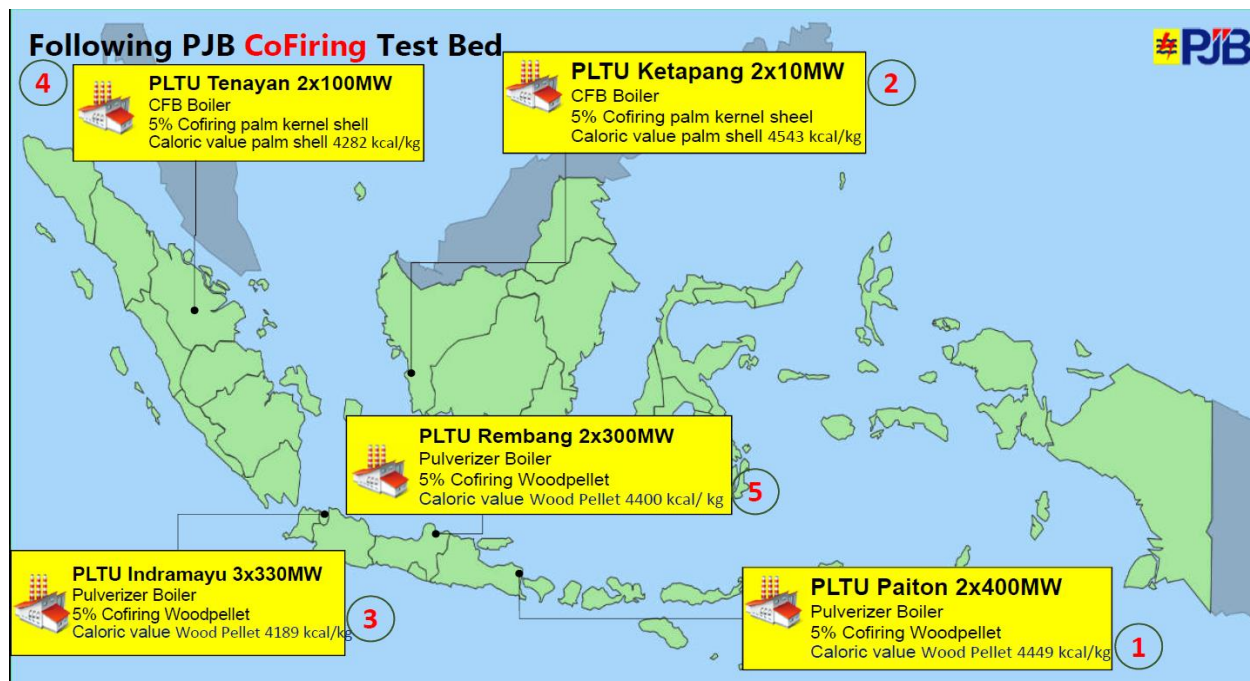 Following PJB CoFiring Test Bed
PJB
4
PLTU Tenayan 2x100MW
CFB Boiler
5% Cofiring palm kernel shell
Caloric value palm shell 4282 kcal/kg
PLTU Ketapang 2x10MW
CFB Boiler
5% Cofiring palm kernel sheel
Caloric value palm shell 4543 kcal/kg
2
PLTU Rembang 2x300MW
Pulverizer Boiler
5% Cofiring Woodpellet
Caloric value Wood Pellet 4400 kcal/ kg
5
PLTU Indramayu 3x330MW
Pulverizer Boiler
5% Cofiring Woodpellet
Caloric value Wood Pellet 4189 kcal/kg
3
PLTU Paiton 2x400MW
Pulverizer Boiler
5% Cofiring Woodpellet
Caloric value Wood Pellet 4449 kcal/kg
1